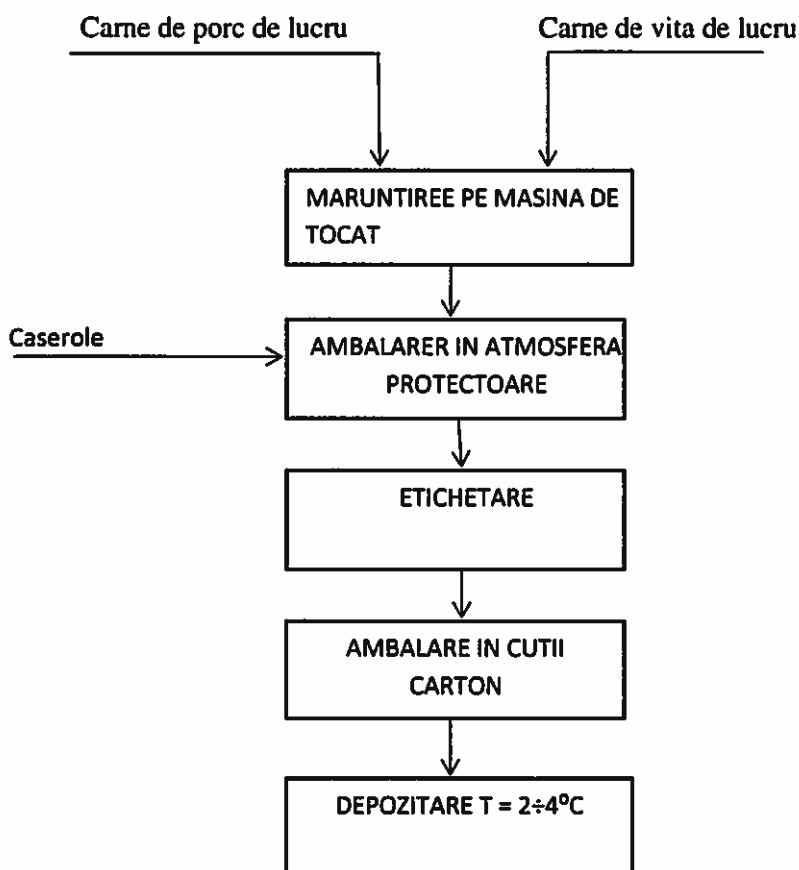 Carne de porc de lucru
Carne de vita de lucru
MARUNTIREE PE MASINA DE
TOCAT
Caserole
AMBALARER IN ATMOSFERA
PROTECTOARE
ETICHETARE
AMBALARE IN CUTII
CARTON
DEPOZITARE T = 2÷4⁰C